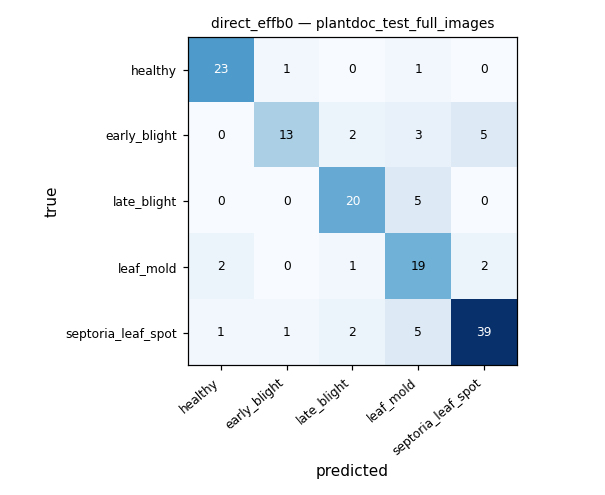 direct_effb0 — plantdoc_test_full_images
healthy 23 1 0 1 0
early_blight 0 13 2 3 5
late_blight 0 0 20 5 0
leaf_mold 2 0 1 19 2
septoria_leaf_spot 1 1 2 5 39
true
healthy early_blight late_blight leaf_mold septoria_leaf_spot
predicted